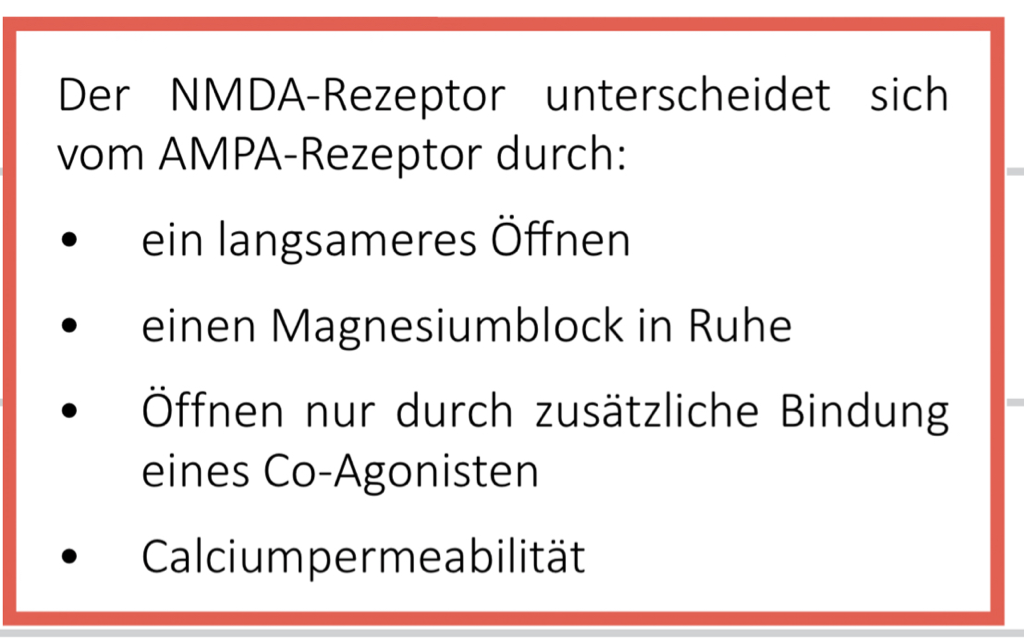 Der NMDA-Rezeptor unterscheidet sich
vom AMPA-Rezeptor durch:
• ein langsameres Öffnen
• einen Magnesiumblock in Ruhe
• Öffnen nur durch zusätzliche Bindung
eines Co-Agonisten
• Calciumpermeabilität